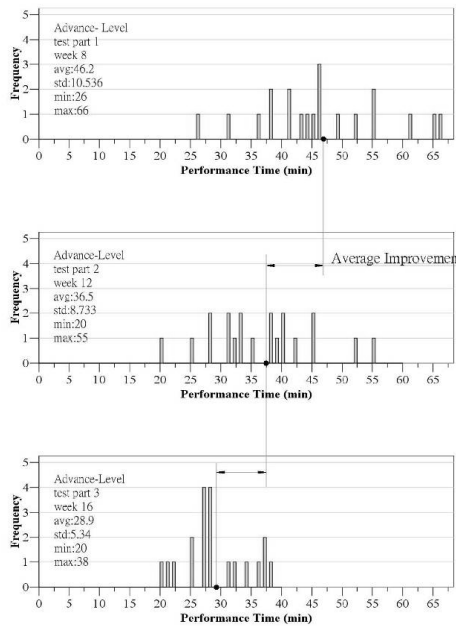 5
4
3
2
1
0
Frequency
Advance- Level
test part 1
week 8
avg:46.2
std:10.536
min:26
max:66
0 5 10 15 20 25 30 35 40 45 50 55 60 65
Performance Time (min)
Average Improvemen
5
4
3
2
1
0
Frequency
Advance-Level
test part 2
week 12
avg:36.5
std:8.733
min:20
max:55
0 5 10 15 20 25 30 35 40 45 50 55 60 65
Performance Time (min)
5
4
3
2
1
0
Frequency
Advance-Level
test part 3
week 16
avg:28.9
std:5.34
min:20
max:38
0 5 10 15 20 25 30 35 40 45 50 55 60 65
Performance Time (min)